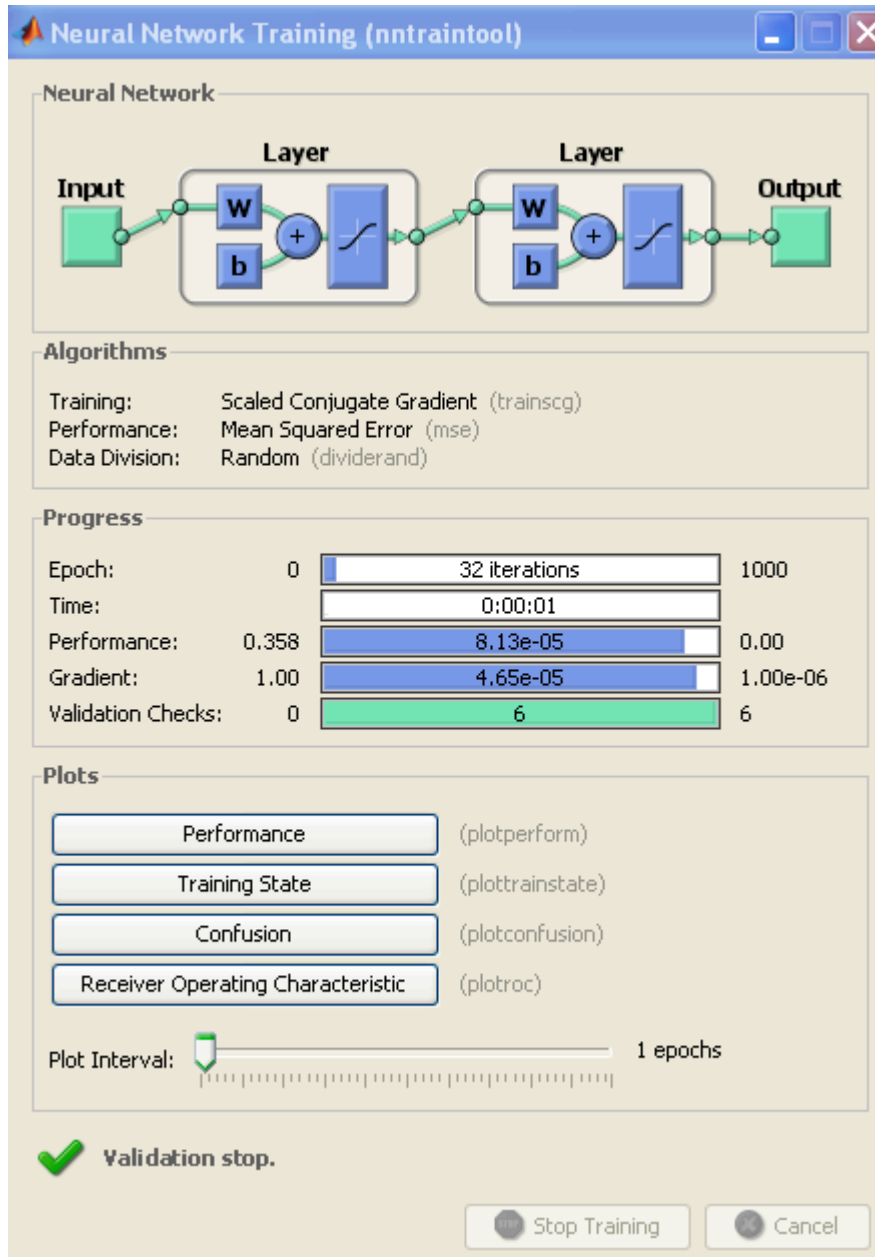 Neural Network Training (nntraintool)
Neural Network
Layer Layer
Input Output
W W
+ +
b b
Algorithms
Training: Scaled Conjugate Gradient (trainscg)
Performance: Mean Squared Error (mse)
Data Division: Random (dividerand)
Progress
Epoch: 0 32 iterations 1000
Time: 0:00:01
Performance: 0.358 8.13e-05 0.00
Gradient: 1.00 4.65e-05 1.00e-06
Validation Checks: 0 6 6
Plots
Performance (plotperform)
Training State (plottrainstate)
Confusion (plotconfusion)
Receiver Operating Characteristic (plotroc)
Plot Interval: 1 epochs
Validation stop.
STOP Stop Training Cancel